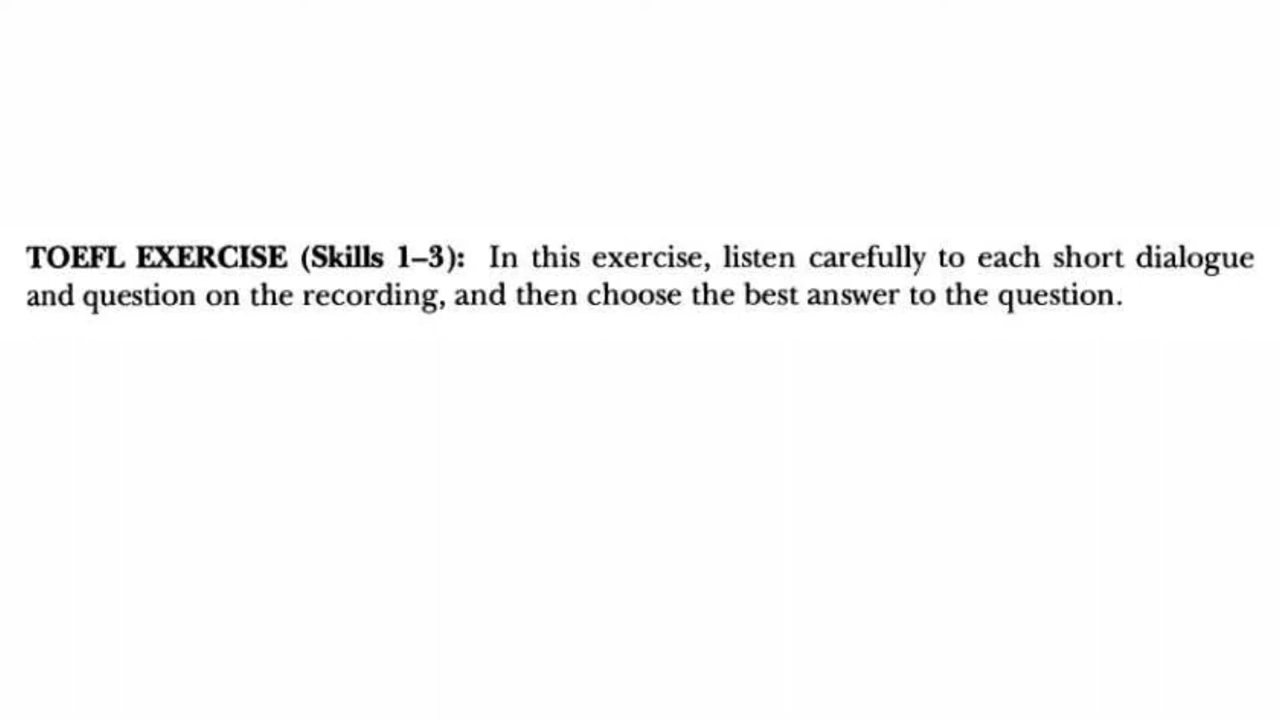 TOEFL EXERCISE (Skills 1–3): In this exercise, listen carefully to each short dialogue
and question on the recording, and then choose the best answer to the question.